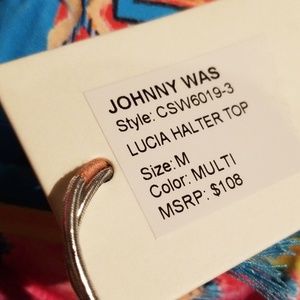 JOHNNY WAS
Style: CSW6019-3
LUCIA HALTER TOP
Size: M
Color: MULTI
MSRP: $108